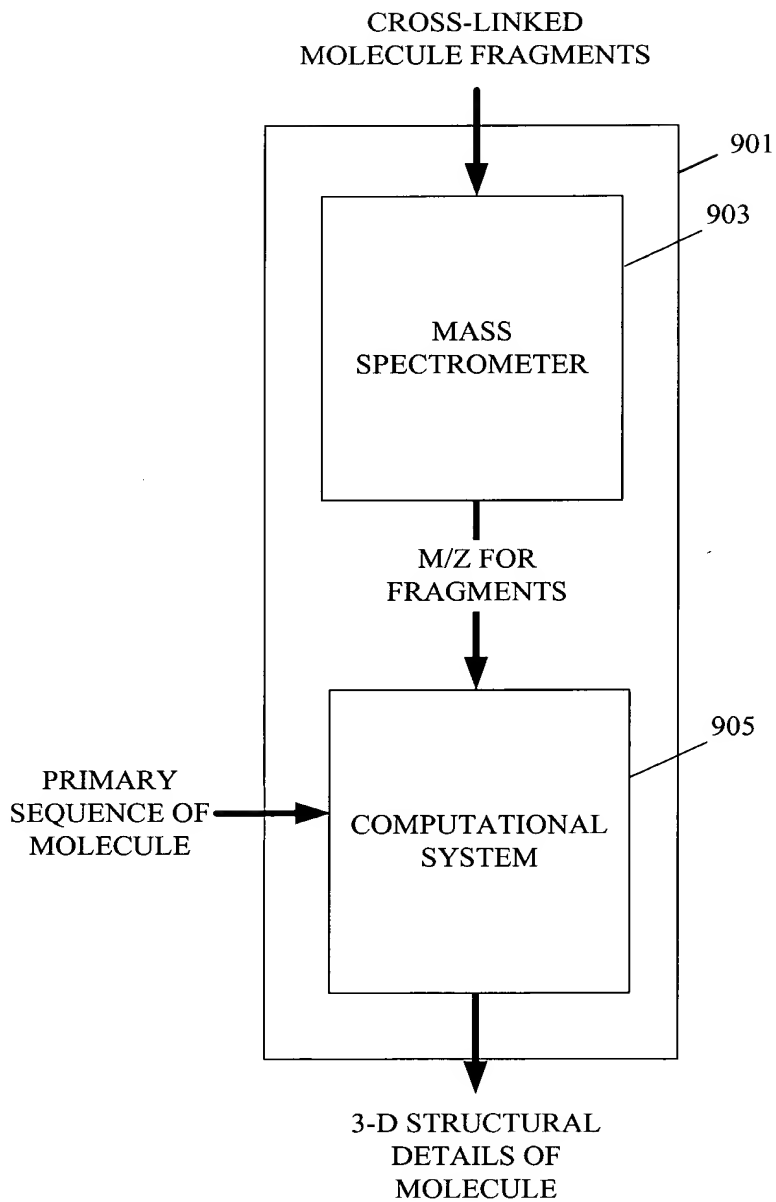 CROSS-LINKED
MOLECULE FRAGMENTS
901
903
MASS
SPECTROMETER
M/Z FOR
FRAGMENTS
905
PRIMARY
SEQUENCE OF
MOLECULE
COMPUTATIONAL
SYSTEM
3-D STRUCTURAL
DETAILS OF
MOLECULE